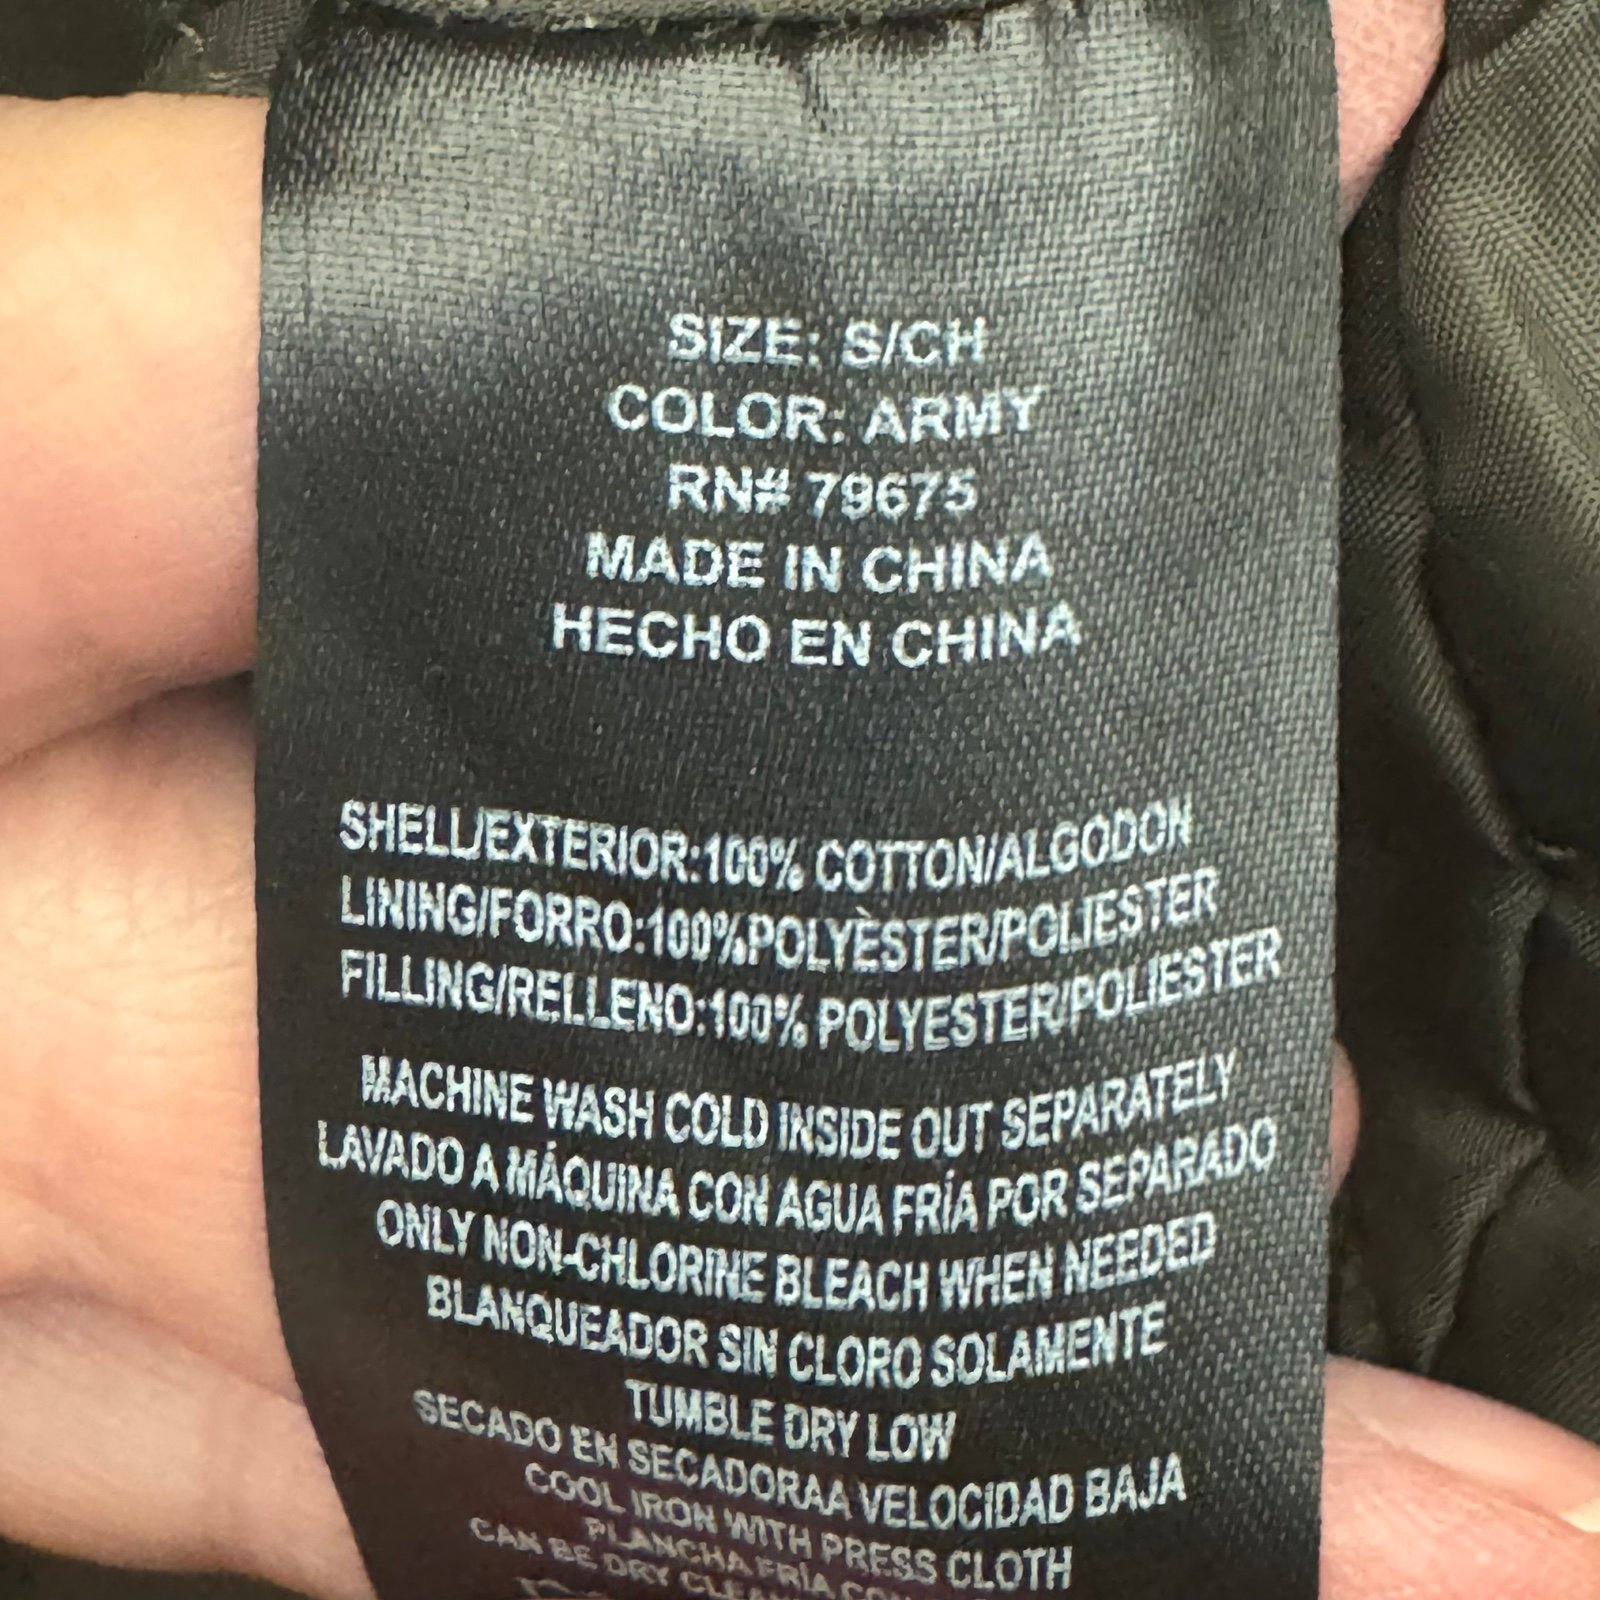 SIZE: S/CH
COLOR: ARMY
RN# 79675
MADE IN CHINA
HECHO EN CHINA
SHELL/EXTERIOR:100% COTTON/ALGODON
LINING/FORRO:100%POLYÈSTER/POLIESTER
FILLING/RELLENO:100% POLYESTER/POLIESTER
MACHINE WASH COLD INSIDE OUT SEPARATELY
LAVADO A MÁQUINA CON AGUA FRÍA POR SEPARADO
ONLY NON-CHLORINE BLEACH WHEN NEEDED
BLANQUEADOR SIN CLORO SOLAMENTE
TUMBLE DRY LOW
SECADO EN SECADORAA VELOCIDAD BAJA
COOL IRON WITH PRESS CLOTH
PLANCHA FRÍA
CAN BE DRY